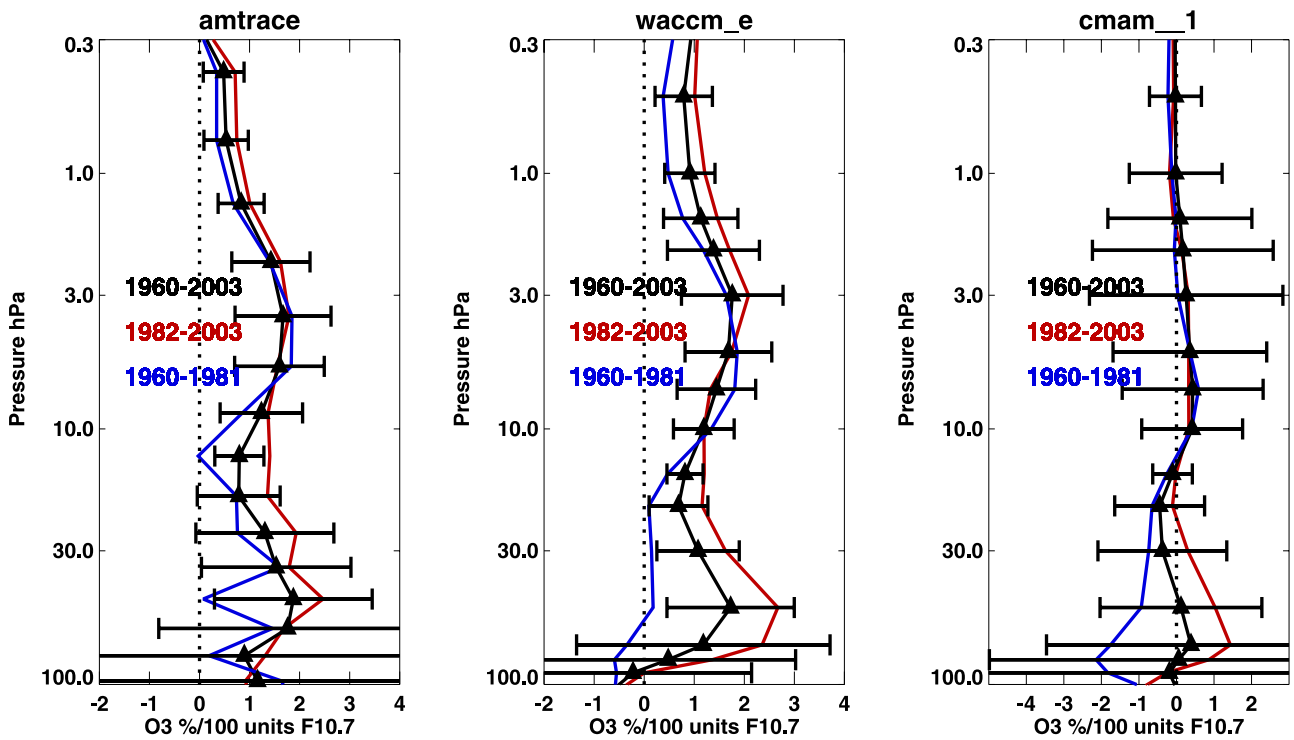 amtrace
0.3
1.0
3.0
10.0
30.0
100.0
Pressure hPa
1960-2003
1982-2003
1960-1981
-2 -1 0 1 2 3 4
O3 %/100 units F10.7
waccm_e
0.3
1.0
3.0
10.0
30.0
100.0
Pressure hPa
1960-2003
1982-2003
1960-1981
-2 -1 0 1 2 3 4
O3 %/100 units F10.7
cmam__1
0.3
1.0
3.0
10.0
30.0
100.0
Pressure hPa
1960-2003
1982-2003
1960-1981
-4 -2 -1 0 1 2 3
O3 %/100 units F10.7